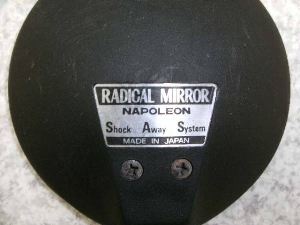 RADICAL MIRROR
NAPOLEON
Shock Away System
MADE IN JAPAN